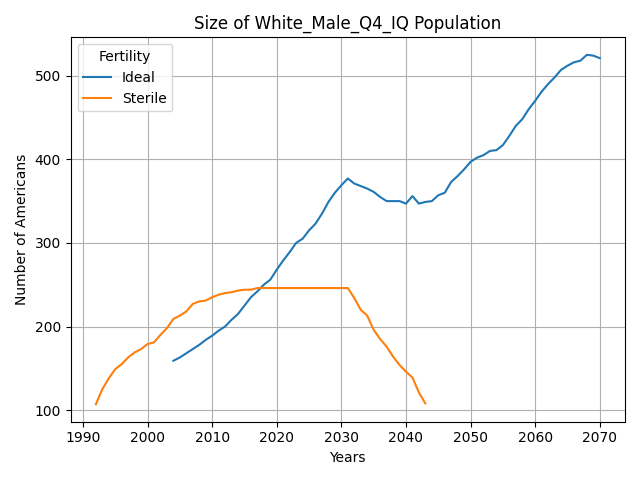 Size of White_Male_Q4_IQ Population
Fertility
Ideal
Sterile
Number of Americans
500
400
300
200
100
1990 2000 2010 2020 2030 2040 2050 2060 2070
Years